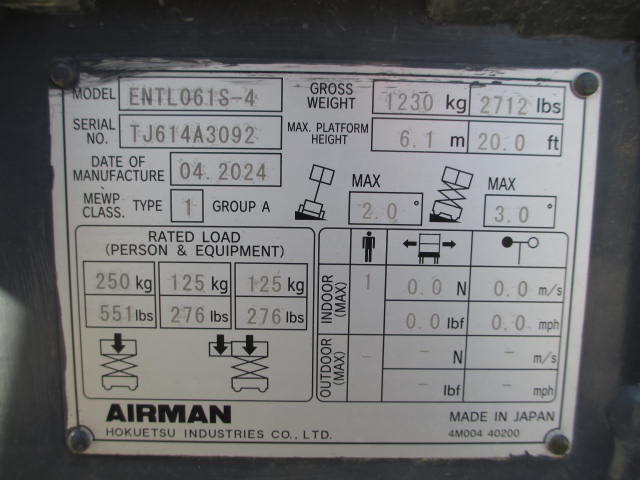 MODEL ENTL061S-4 GROSS WEIGHT 1230 kg 2712 lbs
SERIAL NO. TJ614A3092 MAX. PLATFORM HEIGHT 6.1 m 20.0 ft
DATE OF MANUFACTURE 04.2024
MEWP CLASS. TYPE 1 GROUP A MAX 2.0 ° MAX 3.0 °
RATED LOAD
(PERSON & EQUIPMENT)
250 kg 125 kg 125 kg
551 lbs 276 lbs 276 lbs
INDOOR (MAX) 1 0.0 N 0.0 m/s
0.0 lbf 0.0 mph
OUTDOOR (MAX) - - N - m/s
- lbf - mph
AIRMAN
HOKUETSU INDUSTRIES CO., LTD.
MADE IN JAPAN
4M004 40200